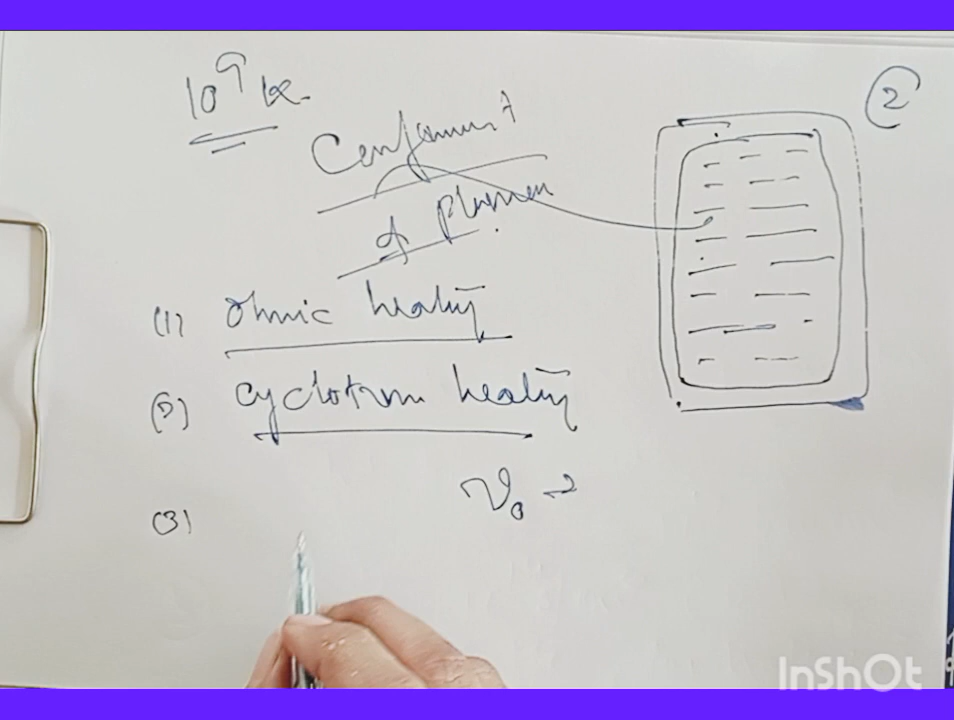 10⁹ K.
2
Confinement
of Plasma
(1) Ohmic heating
(2) Cyclotron heating
ν₀ →
(3)
InShOt